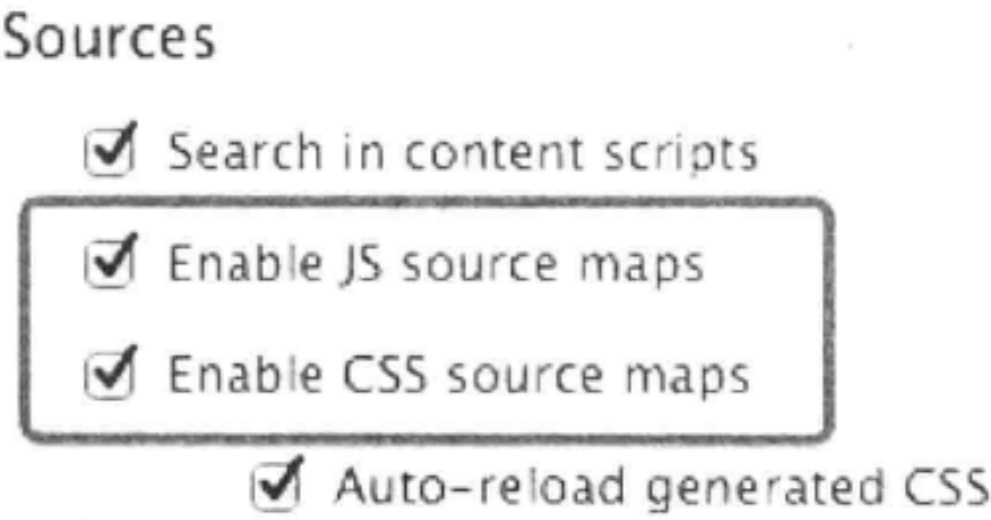 Sources
Search in content scripts
Enable JS source maps
Enable CSS source maps
Auto-reload generated CSS